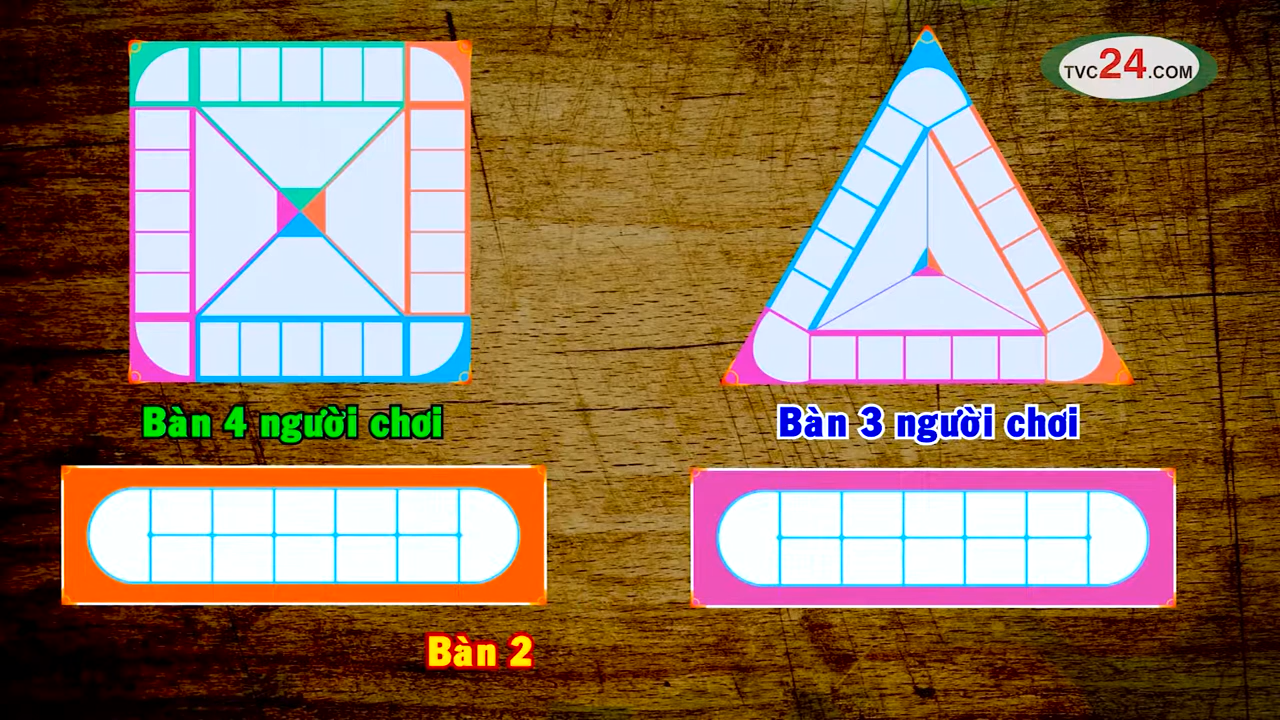 TVC24.COM
Bàn 4 người chơi
Bàn 3 người chơi
Bàn 2